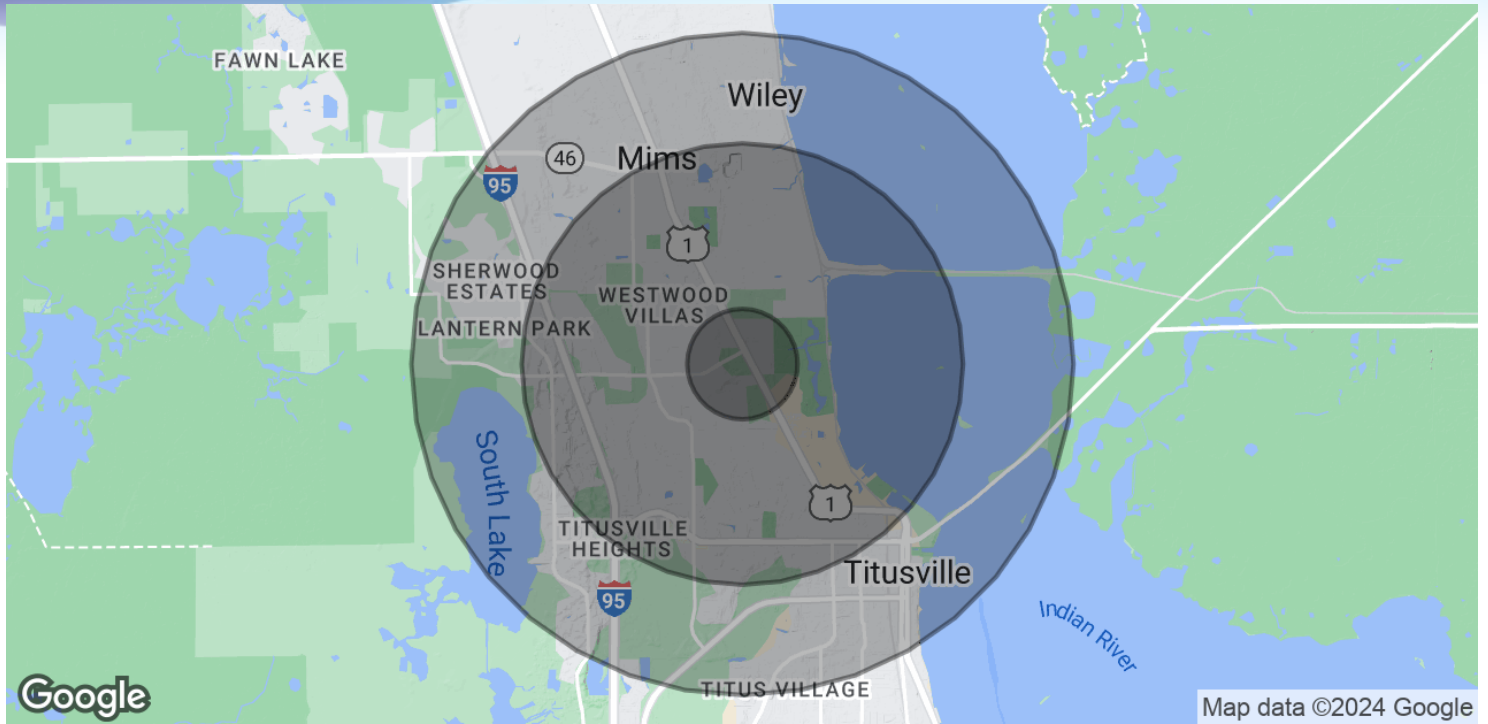 FAWN LAKE
Wiley
46
Mims
95
1
SHERWOOD
ESTATES
WESTWOOD
VILLAS
LANTERN PARK
South Lake
1
TITUSVILLE
HEIGHTS
Titusville
95
Indian River
TITUS VILLAGE
Google
Map data ©2024 Google